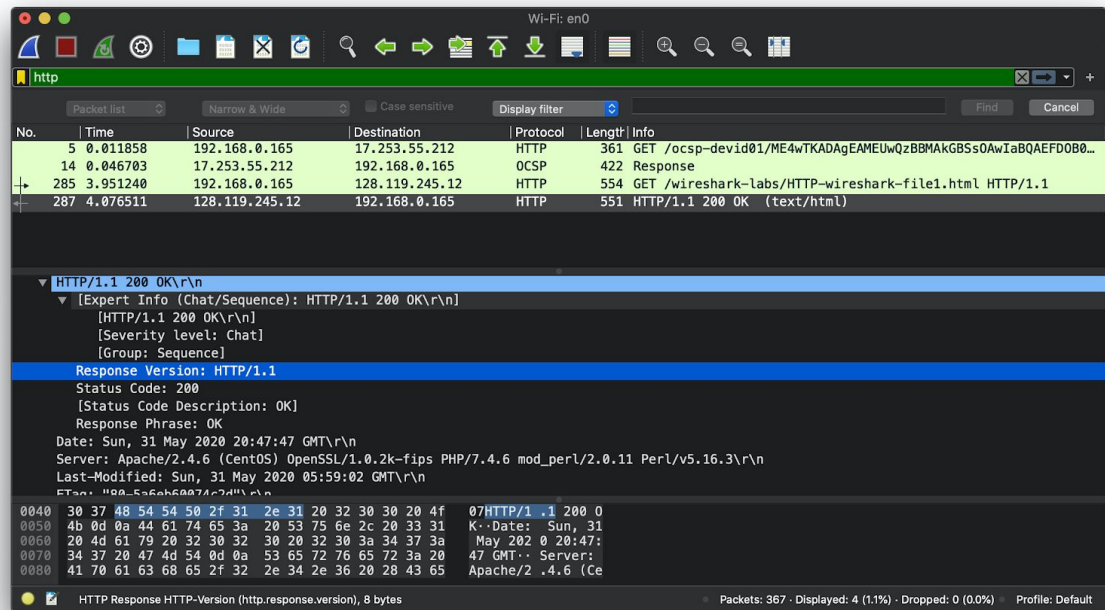 Wi-Fi: en0
http
Packet list Narrow & Wide Case sensitive Display filter Find Cancel
No. Time Source Destination Protocol Length Info
5 0.011858 192.168.0.165 17.253.55.212 HTTP 361 GET /ocsp-devid01/ME4wTKADAgEAMEUwQzBBMAkGBSsOAwIaBQAEFDOB0…
14 0.046703 17.253.55.212 192.168.0.165 OCSP 422 Response
285 3.951240 192.168.0.165 128.119.245.12 HTTP 554 GET /wireshark-labs/HTTP-wireshark-file1.html HTTP/1.1
287 4.076511 128.119.245.12 192.168.0.165 HTTP 551 HTTP/1.1 200 OK (text/html)
HTTP/1.1 200 OK\r\n
[Expert Info (Chat/Sequence): HTTP/1.1 200 OK\r\n]
[HTTP/1.1 200 OK\r\n]
[Severity level: Chat]
[Group: Sequence]
Response Version: HTTP/1.1
Status Code: 200
[Status Code Description: OK]
Response Phrase: OK
Date: Sun, 31 May 2020 20:47:47 GMT\r\n
Server: Apache/2.4.6 (CentOS) OpenSSL/1.0.2k-fips PHP/7.4.6 mod_perl/2.0.11 Perl/v5.16.3\r\n
Last-Modified: Sun, 31 May 2020 05:59:02 GMT\r\n
ETag: "80-5a6eb60074c2d"\r\n
0040 30 37 48 54 54 50 2f 31 2e 31 20 32 30 30 20 4f 07HTTP/1 .1 200 O
0050 4b 0d 0a 44 61 74 65 3a 20 53 75 6e 2c 20 33 31 K··Date: Sun, 31
0060 20 4d 61 79 20 32 30 32 30 20 32 30 3a 34 37 3a May 202 0 20:47:
0070 34 37 20 47 4d 54 0d 0a 53 65 72 76 65 72 3a 20 47 GMT·· Server:
0080 41 70 61 63 68 65 2f 32 2e 34 2e 36 20 28 43 65 Apache/2 .4.6 (Ce
HTTP Response HTTP-Version (http.response.version), 8 bytes Packets: 367 · Displayed: 4 (1.1%) · Dropped: 0 (0.0%) Profile: Default